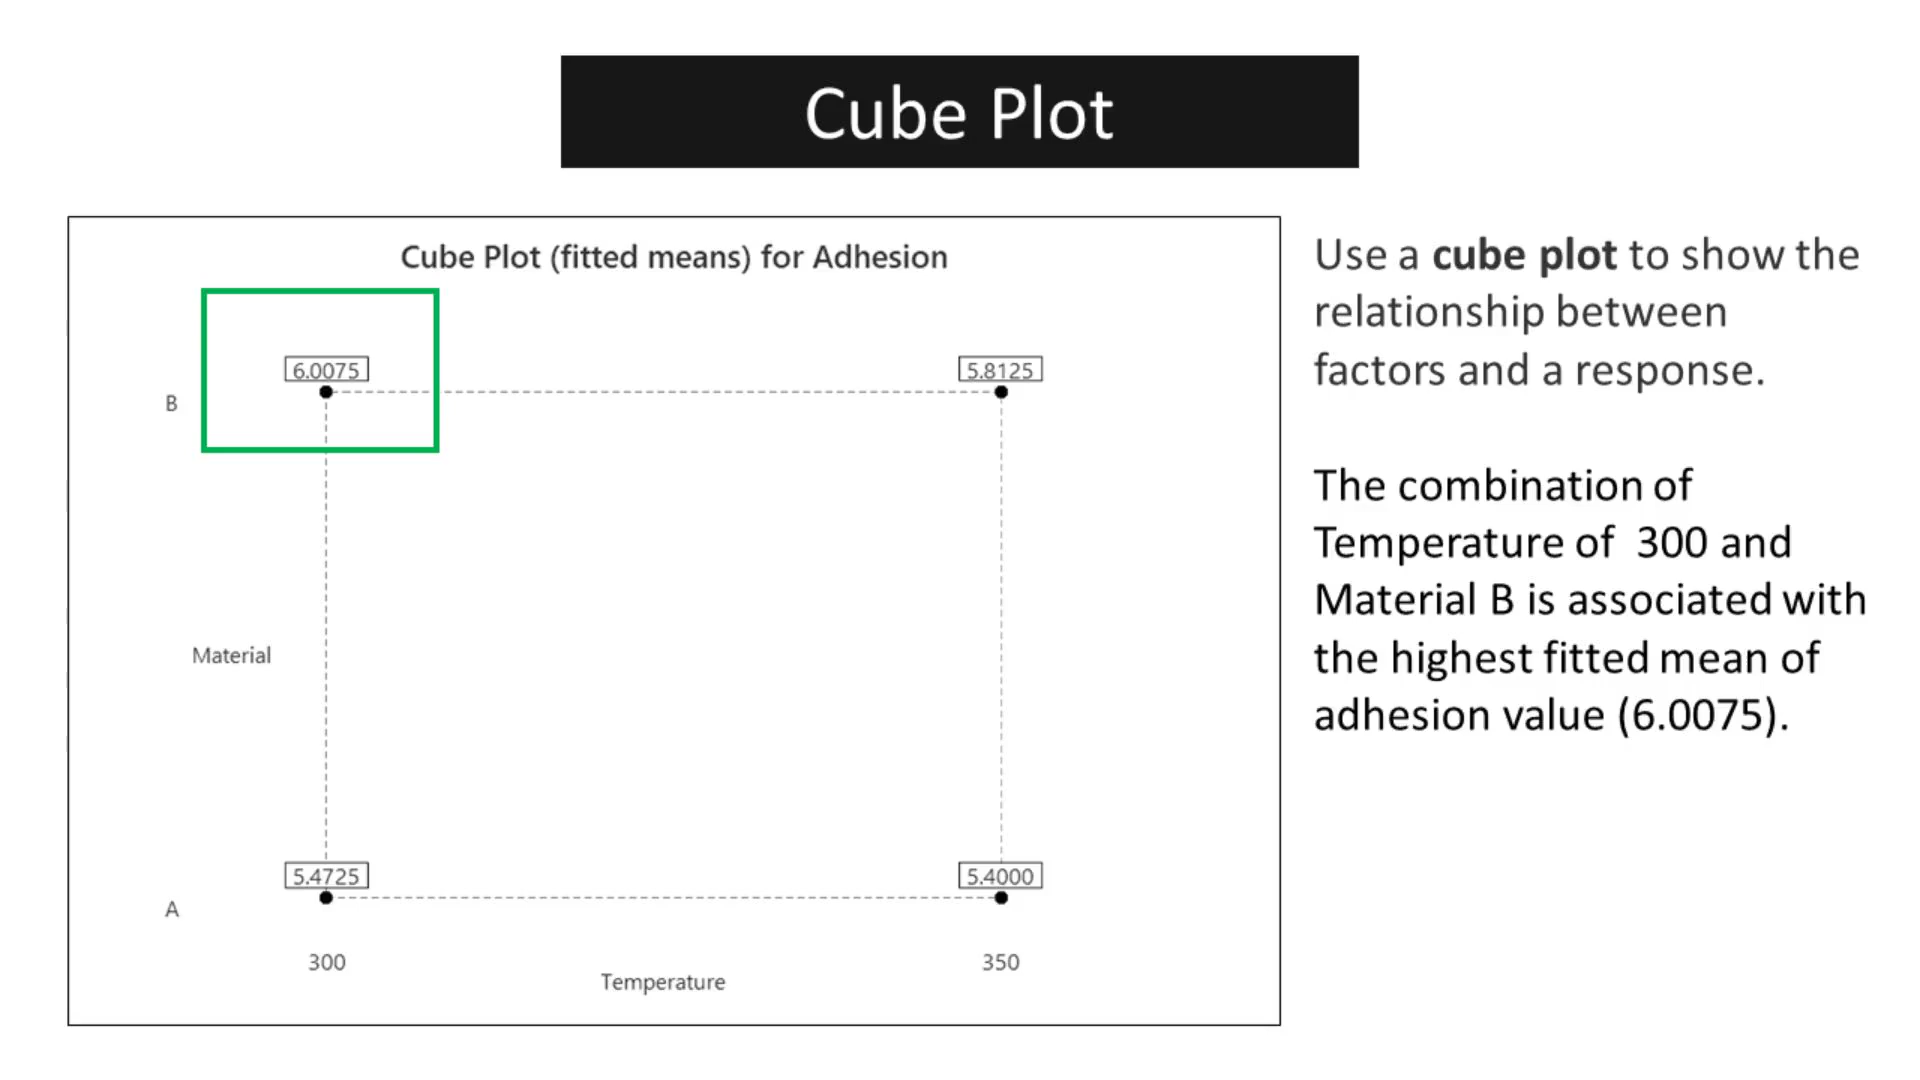 Cube Plot
Cube Plot (fitted means) for Adhesion
6.0075
5.8125
B
Material
5.4725
5.4000
A
300
350
Temperature
Use a cube plot to show the
relationship between
factors and a response.
The combination of
Temperature of  300 and
Material B is associated with
the highest fitted mean of
adhesion value (6.0075).